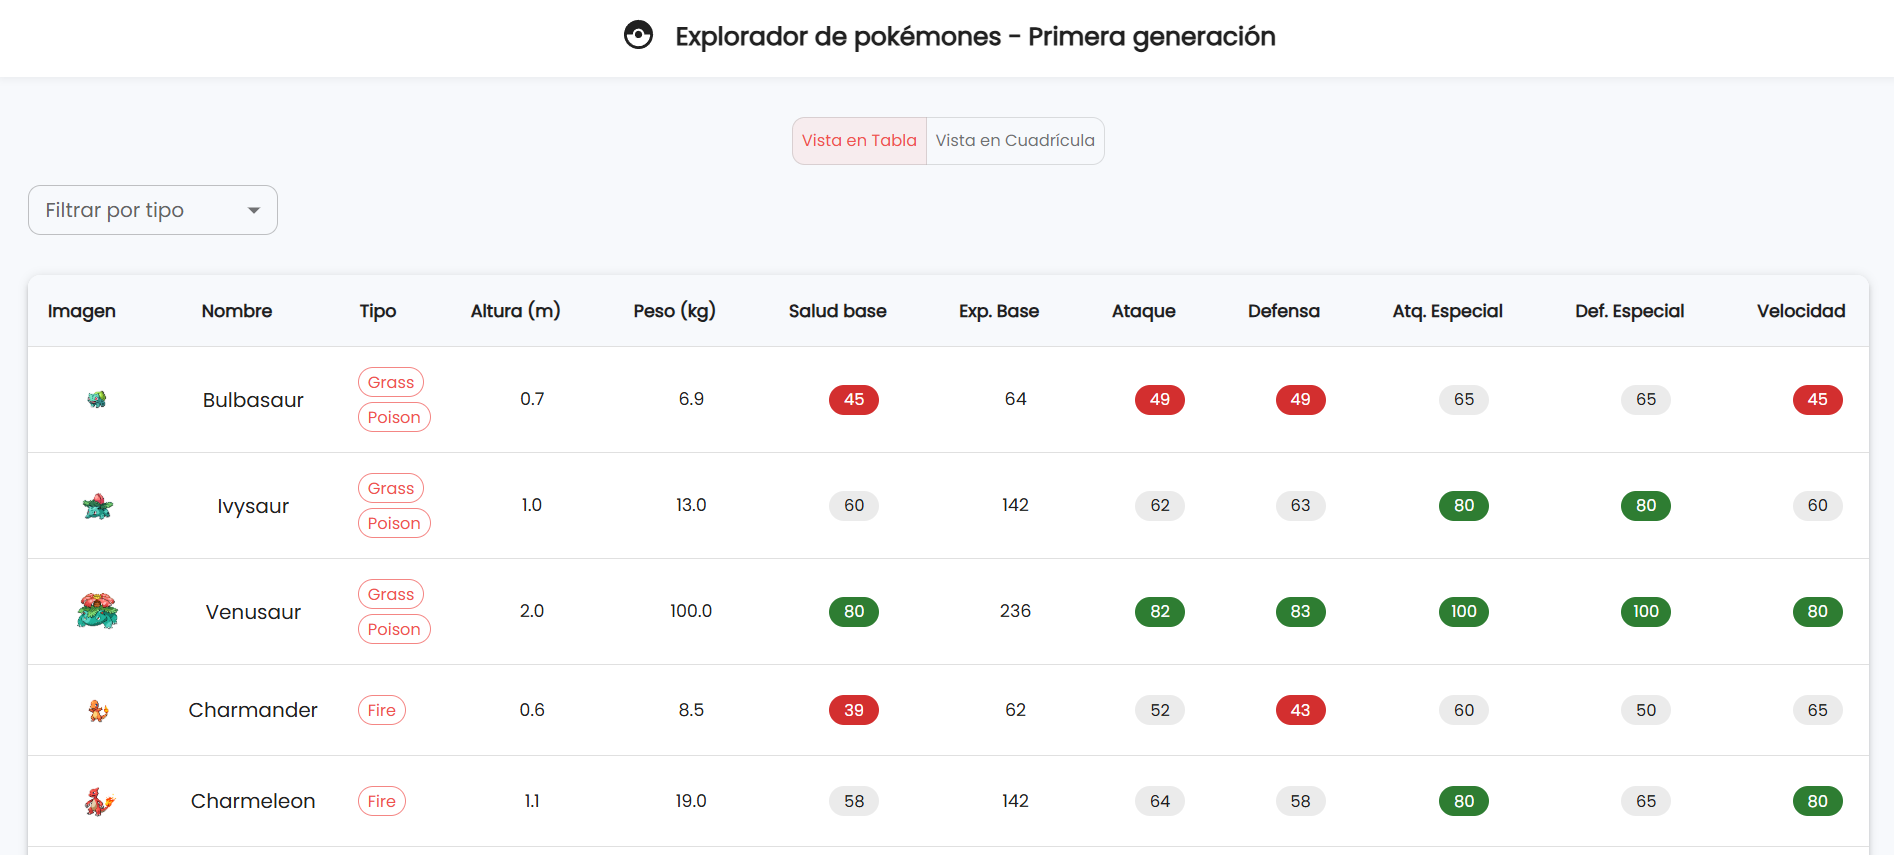 Explorador de pokémones - Primera generación
Vista en Tabla Vista en Cuadrícula
Filtrar por tipo
Imagen Nombre Tipo Altura (m) Peso (kg) Salud base Exp. Base Ataque Defensa Atq. Especial Def. Especial Velocidad
Bulbasaur Grass Poison 0.7 6.9 45 64 49 49 65 65 45
Ivysaur Grass Poison 1.0 13.0 60 142 62 63 80 80 60
Venusaur Grass Poison 2.0 100.0 80 236 82 83 100 100 80
Charmander Fire 0.6 8.5 39 62 52 43 60 50 65
Charmeleon Fire 1.1 19.0 58 142 64 58 80 65 80